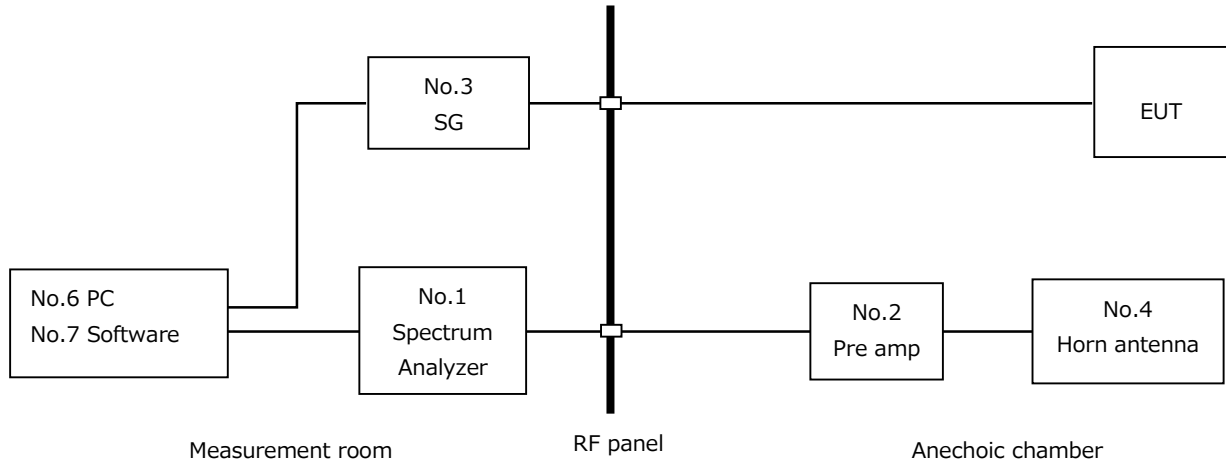 No.3
SG
EUT
No.6 PC
No.7 Software
No.1
Spectrum
Analyzer
No.2
Pre amp
No.4
Horn antenna
Measurement room
RF panel
Anechoic chamber